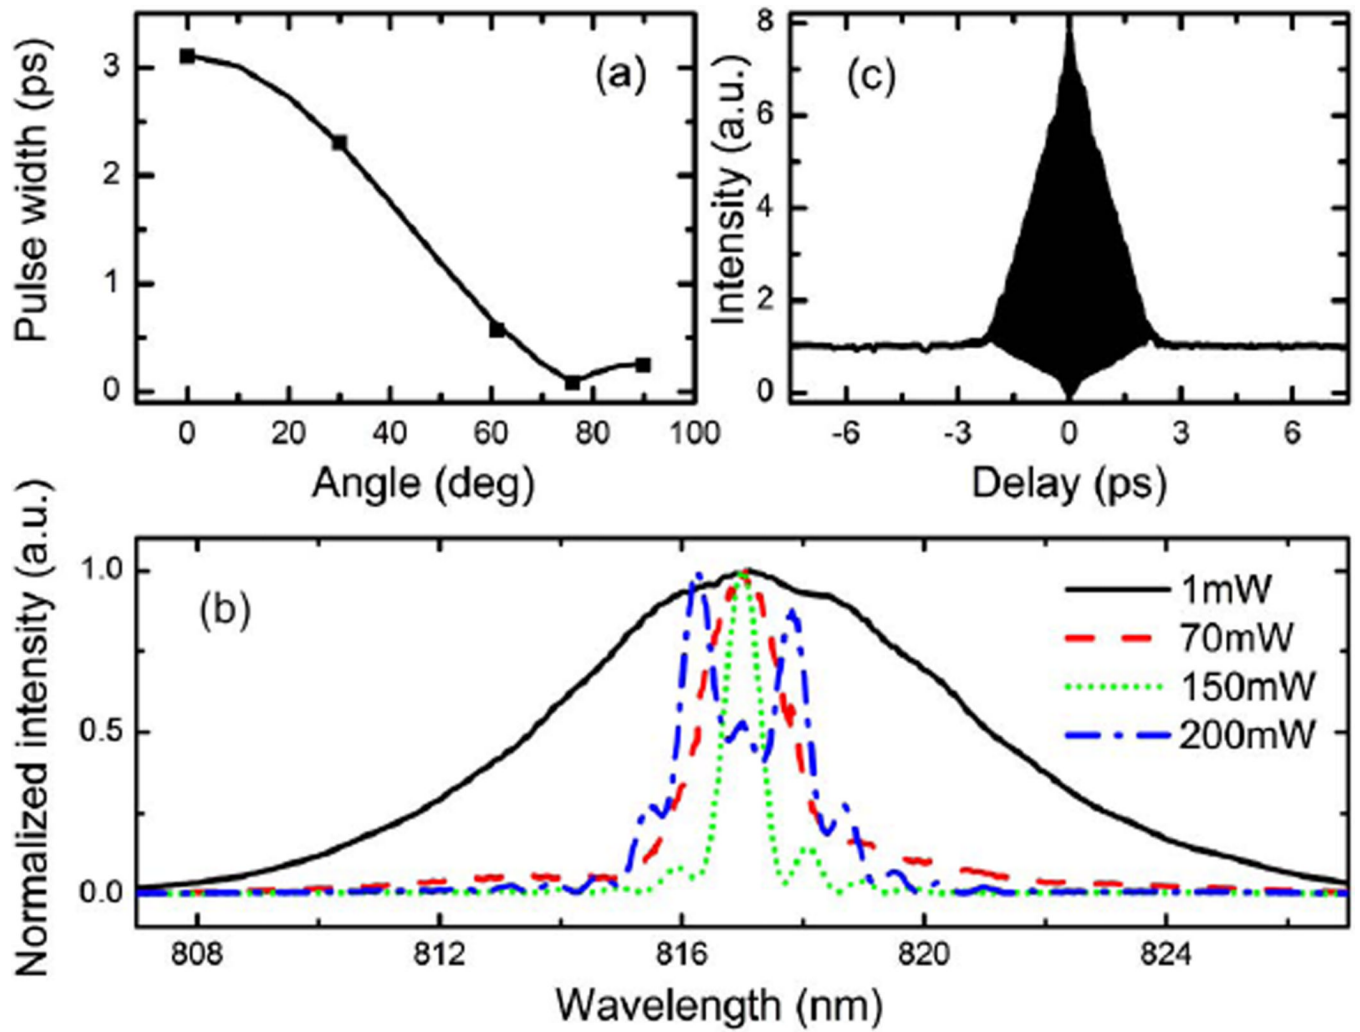 Pulse width (ps)
3
2
1
0
(a)
0 20 40 60 80 100
Angle (deg)
Intensity (a.u.)
8
6
4
2
0
(c)
-6 -3 0 3 6
Delay (ps)
Normalized intensity (a.u.)
1.0
0.5
0.0
(b)
1mW
70mW
150mW
200mW
808 812 816 820 824
Wavelength (nm)